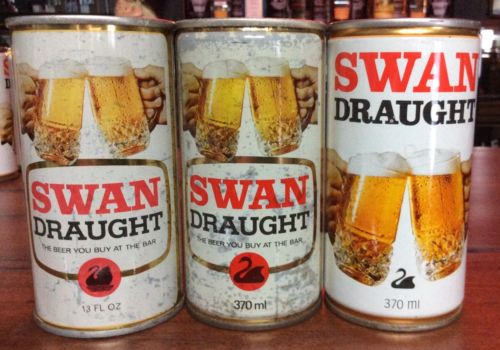 SWAN
DRAUGHT
THE BEER YOU BUY AT THE BAR
13 FL OZ
SWAN
DRAUGHT
THE BEER YOU BUY AT THE BAR
370 ml
SWAN
DRAUGHT
370 ml